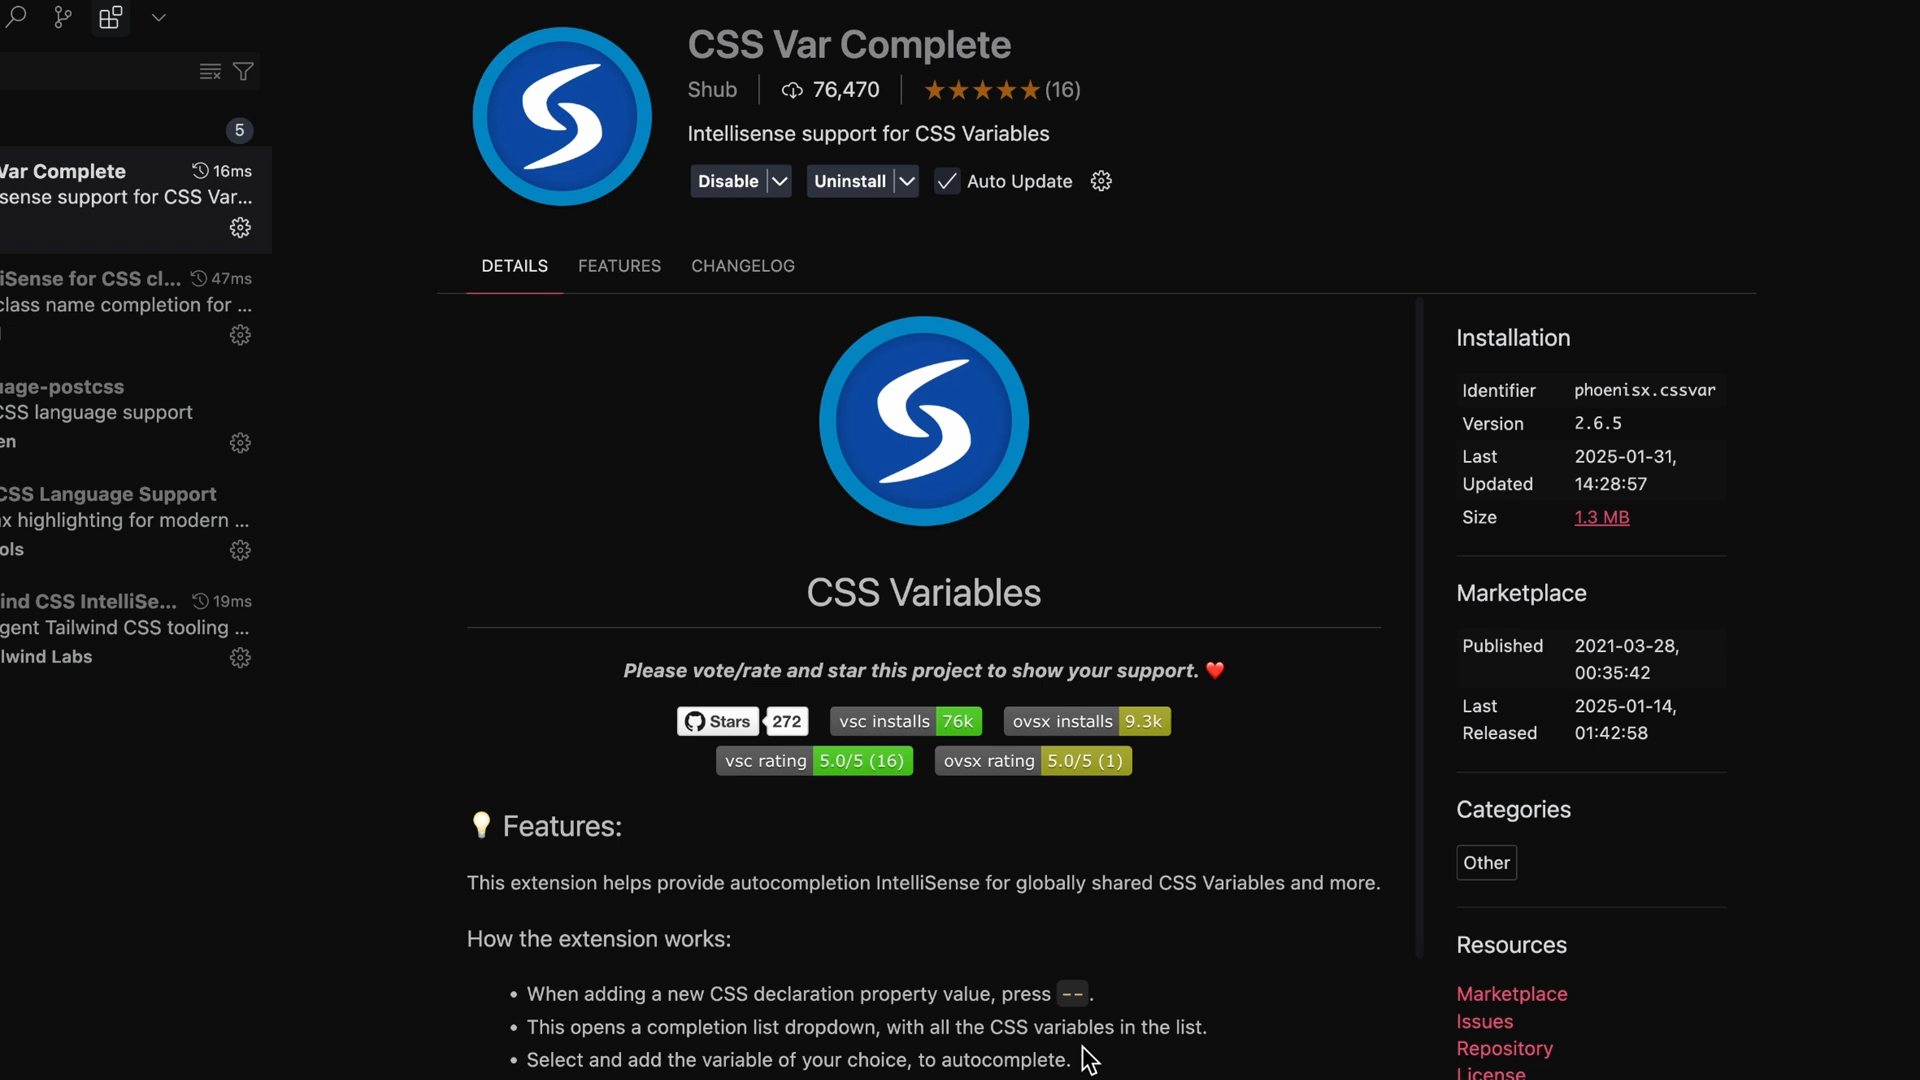 5
Var Complete 16ms
sense support for CSS Var...
iSense for CSS cl... 47ms
class name completion for ...
uage-postcss
CSS language support
en
CSS Language Support
x highlighting for modern ...
ols
ind CSS IntelliSe... 19ms
gent Tailwind CSS tooling ...
lwind Labs
CSS Var Complete
Shub 76,470 ★★★★★(16)
Intellisense support for CSS Variables
Disable Uninstall Auto Update
DETAILS FEATURES CHANGELOG
CSS Variables
Please vote/rate and star this project to show your support. ❤️
Stars 272 vsc installs 76k ovsx installs 9.3k
vsc rating 5.0/5 (16) ovsx rating 5.0/5 (1)
💡 Features:
This extension helps provide autocompletion IntelliSense for globally shared CSS Variables and more.
How the extension works:
• When adding a new CSS declaration property value, press --.
• This opens a completion list dropdown, with all the CSS variables in the list.
• Select and add the variable of your choice, to autocomplete.
Installation
Identifier phoenisx.cssvar
Version 2.6.5
Last 2025-01-31,
Updated 14:28:57
Size 1.3 MB
Marketplace
Published 2021-03-28,
00:35:42
Last 2025-01-14,
Released 01:42:58
Categories
Other
Resources
Marketplace
Issues
Repository
License